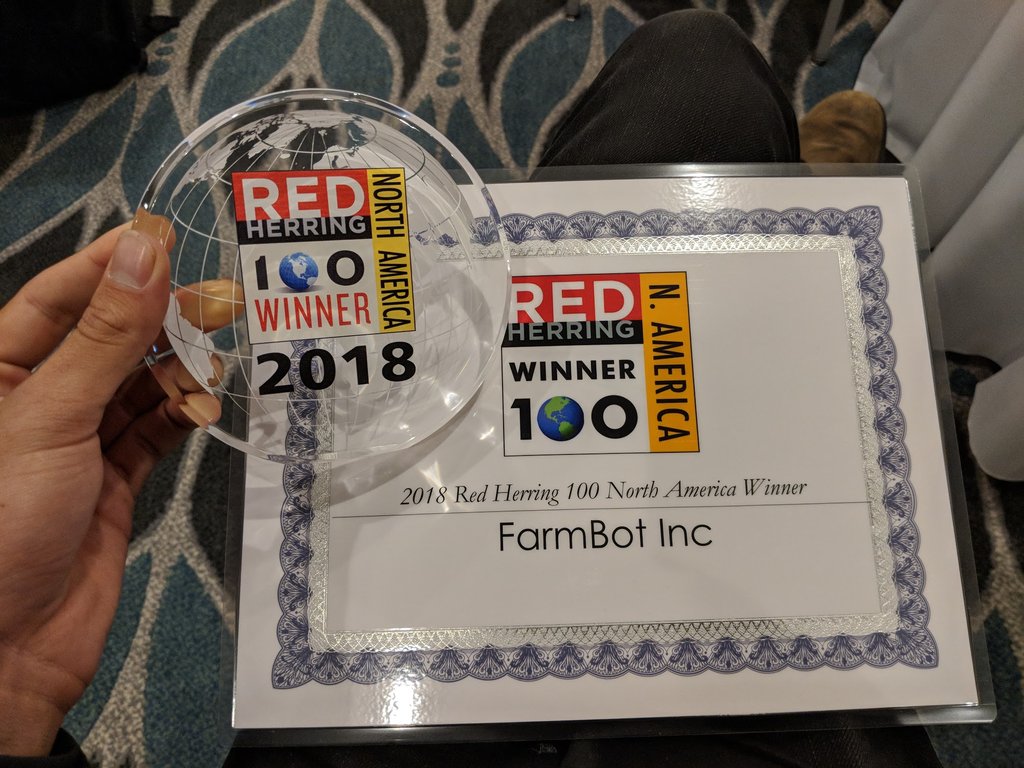 RED
HERRING
100
WINNER
NORTH AMERICA
2018
RED
HERRING
WINNER
100
N. AMERICA
2018 Red Herring 100 North America Winner
FarmBot Inc